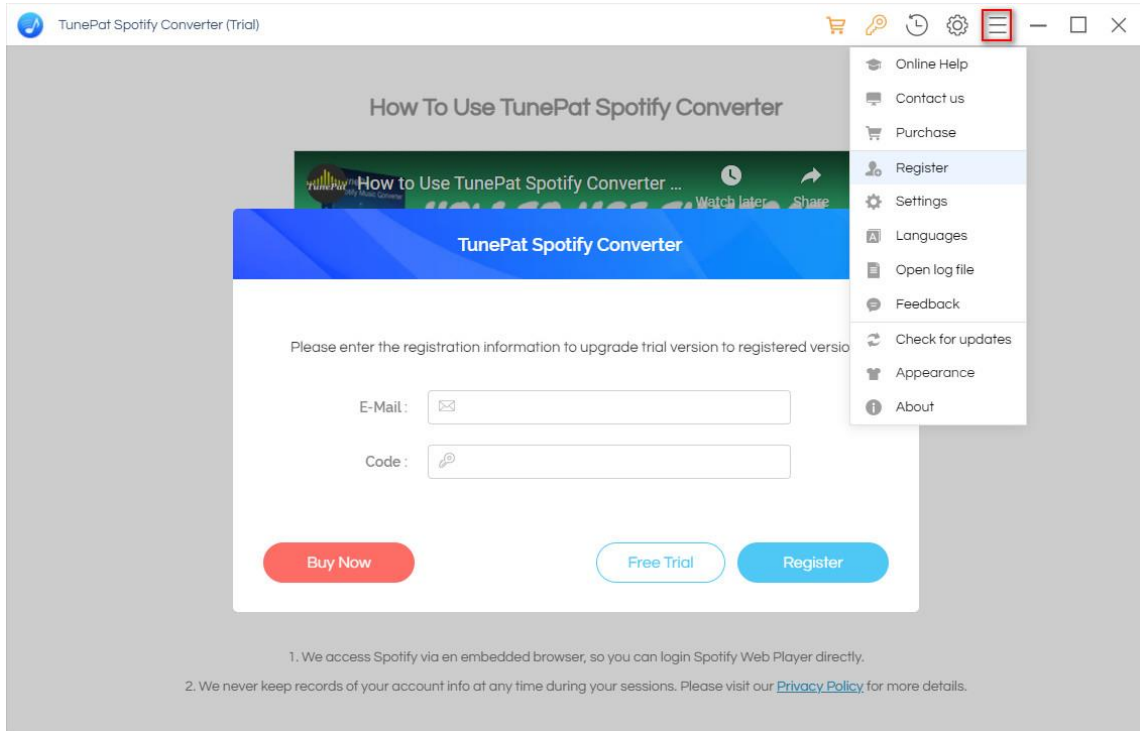 TunePat Spotify Converter (Trial)
Online Help
Contact us
Purchase
Register
Settings
Languages
Open log file
Feedback
Check for updates
Appearance
About
How To Use TunePat Spotify Converter
How to Use TunePat Spotify Converter ...
Watch later
Share
TunePat Spotify Converter
Please enter the registration information to upgrade trial version to registered versio
E-Mail :
Code :
Buy Now
Free Trial
Register
1. We access Spotify via en embedded browser, so you can login Spotify Web Player directly.
2. We never keep records of your account info at any time during your sessions. Please visit our Privacy Policy for more details.